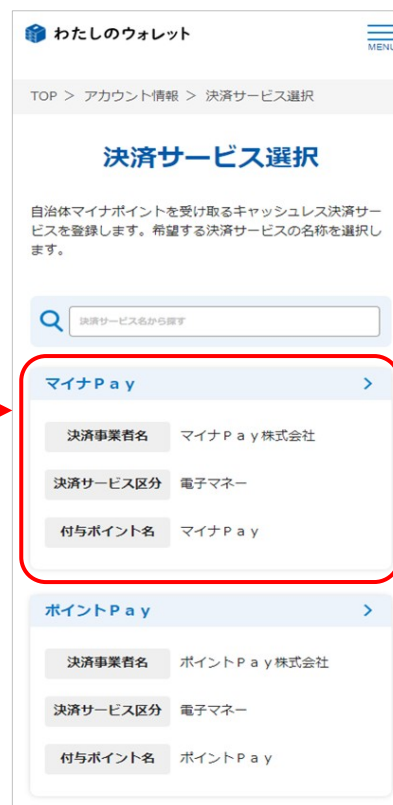 わたしのウォレット
MENU
TOP > アカウント情報 > 決済サービス選択
決済サービス選択
自治体マイナポイントを受け取るキャッシュレス決済サー
ビスを登録します。希望する決済サービスの名称を選択し
ます。
決済サービス名から探す
マイナPay
決済事業者名 マイナPay株式会社
決済サービス区分 電子マネー
付与ポイント名 マイナPay
ポイントPay
決済事業者名 ポイントPay株式会社
決済サービス区分 電子マネー
付与ポイント名 ポイントPay